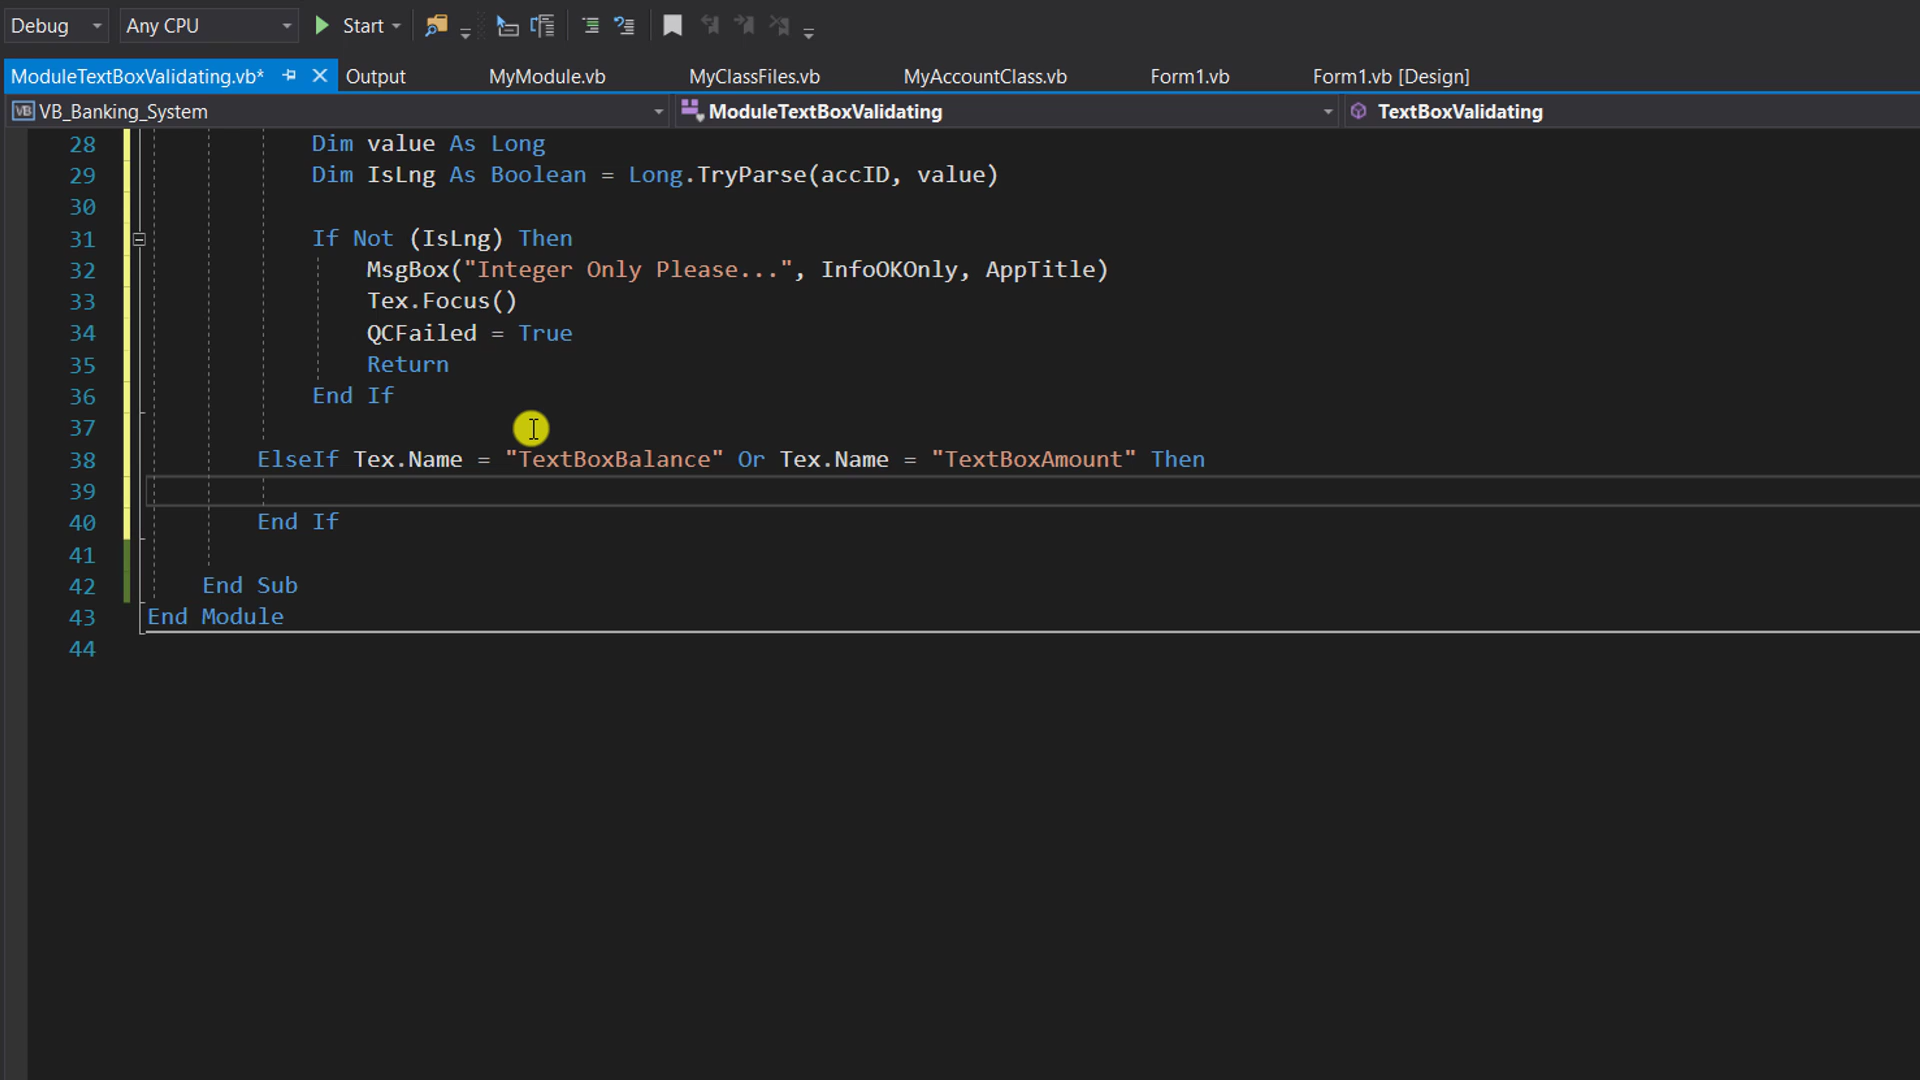 Debug Any CPU Start
ModuleTextBoxValidating.vb* Output MyModule.vb MyClassFiles.vb MyAccountClass.vb Form1.vb Form1.vb [Design]
VB VB_Banking_System ModuleTextBoxValidating TextBoxValidating
28 Dim value As Long
29 Dim IsLng As Boolean = Long.TryParse(accID, value)
30
31 If Not (IsLng) Then
32 MsgBox("Integer Only Please...", InfoOKOnly, AppTitle)
33 Tex.Focus()
34 QCFailed = True
35 Return
36 End If
37
38 ElseIf Tex.Name = "TextBoxBalance" Or Tex.Name = "TextBoxAmount" Then
39
40 End If
41
42 End Sub
43 End Module
44